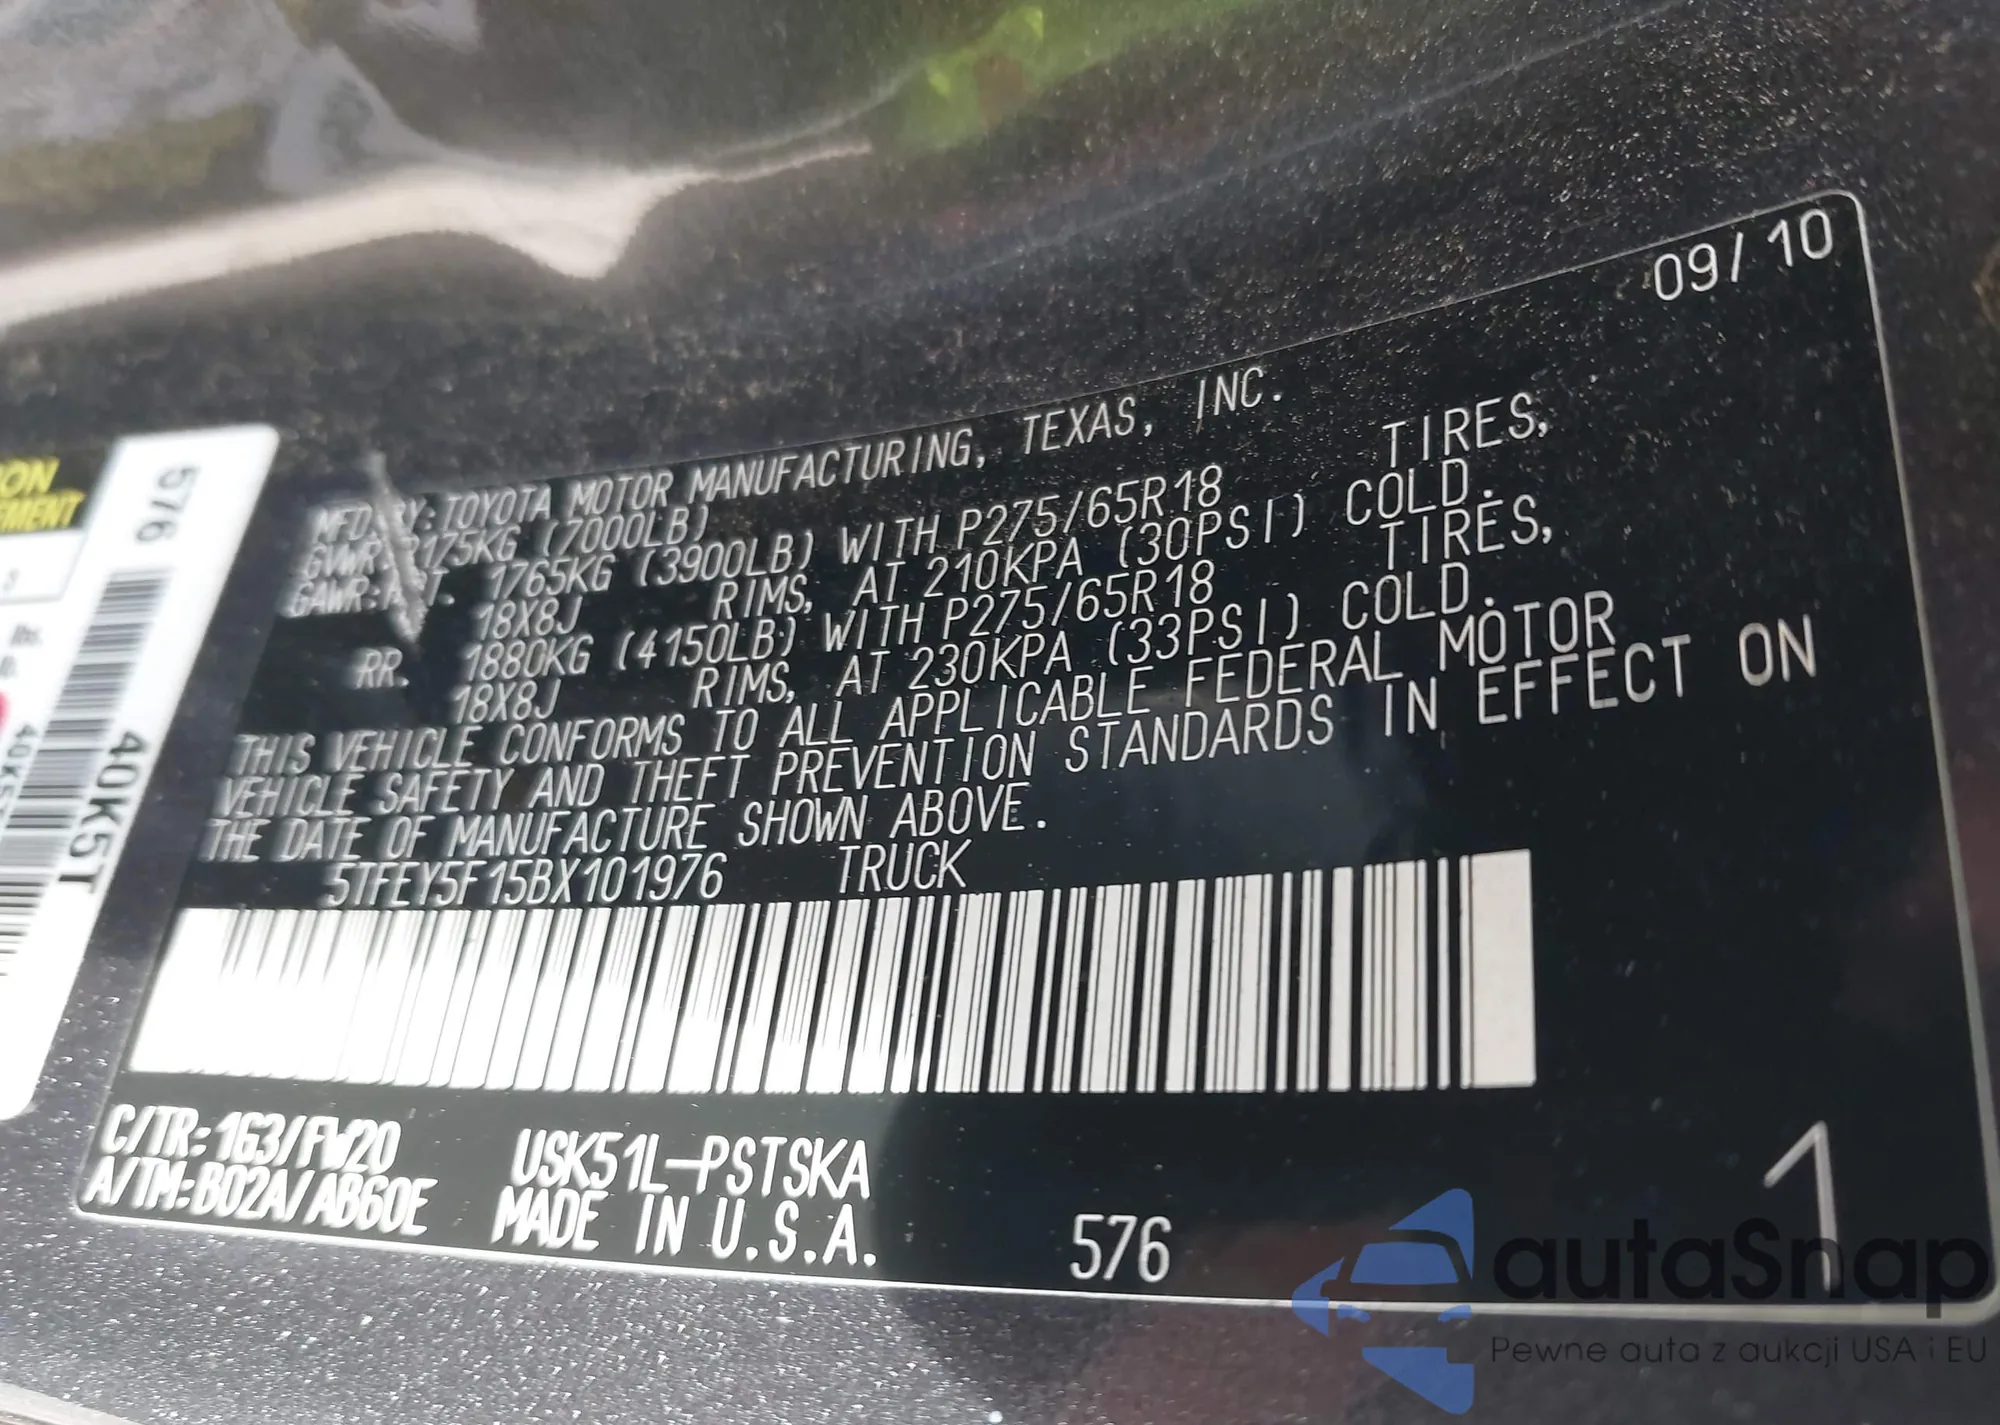 09/10
MFD. BY: TOYOTA MOTOR MANUFACTURING, TEXAS, INC.
GVWR: 3175KG (7000LB)
GAWR: FRT. 1765KG (3900LB) WITH P275/65R18 TIRES,
18X8J RIMS, AT 210KPA (30PSI) COLD.
RR. 1880KG (4150LB) WITH P275/65R18 TIRES,
18X8J RIMS, AT 230KPA (33PSI) COLD.
THIS VEHICLE CONFORMS TO ALL APPLICABLE FEDERAL MOTOR
VEHICLE SAFETY AND THEFT PREVENTION STANDARDS IN EFFECT ON
THE DATE OF MANUFACTURE SHOWN ABOVE.
5TFEY5F15BX101976 TRUCK
C/TR: 1G3/FW20 USK51L-PSTSKA
A/TM: B02A/AB60E MADE IN U.S.A.
576
1
576
40K5T
autaSnap
Pewne auta z aukcji USA i EU